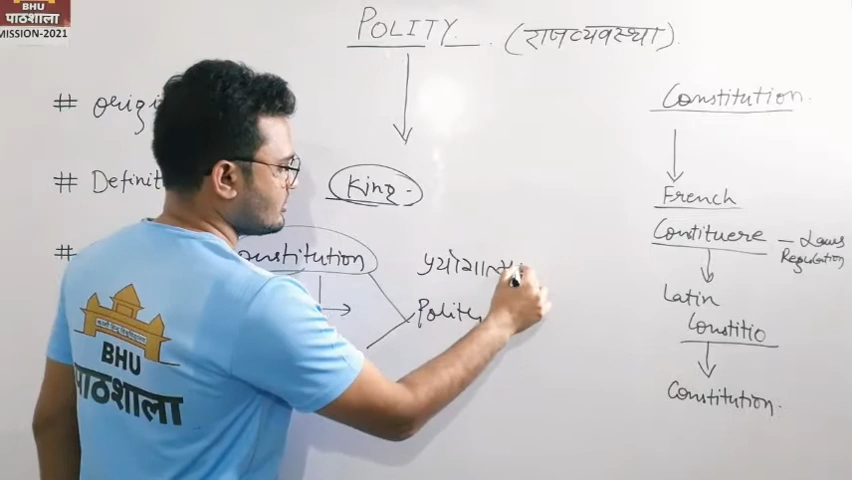 BHU
पाठशाला
MISSION-2021
POLITY. (राजव्यवस्था).
# origi
# Definit
#
King
onstitution
प्रयोगात्म
Polity
Constitution.
French
Constituere - Laws
Regulation
Latin
Constitio
Constitution.
BHU
पाठशाला